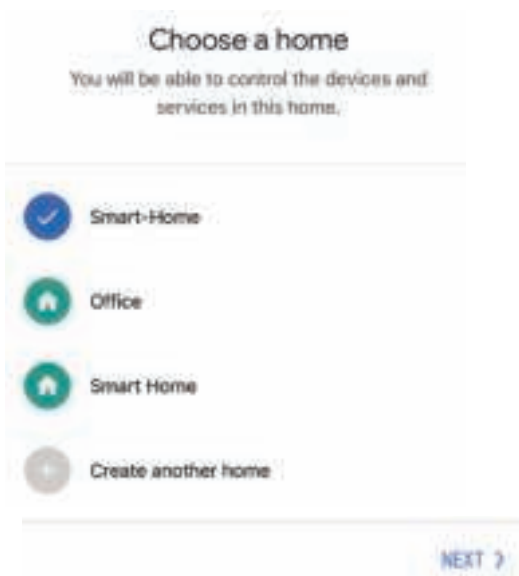 Choose a home
You will be able to control the devices and
services in this home.
Smart-Home
Office
Smart Home
Create another home
NEXT >